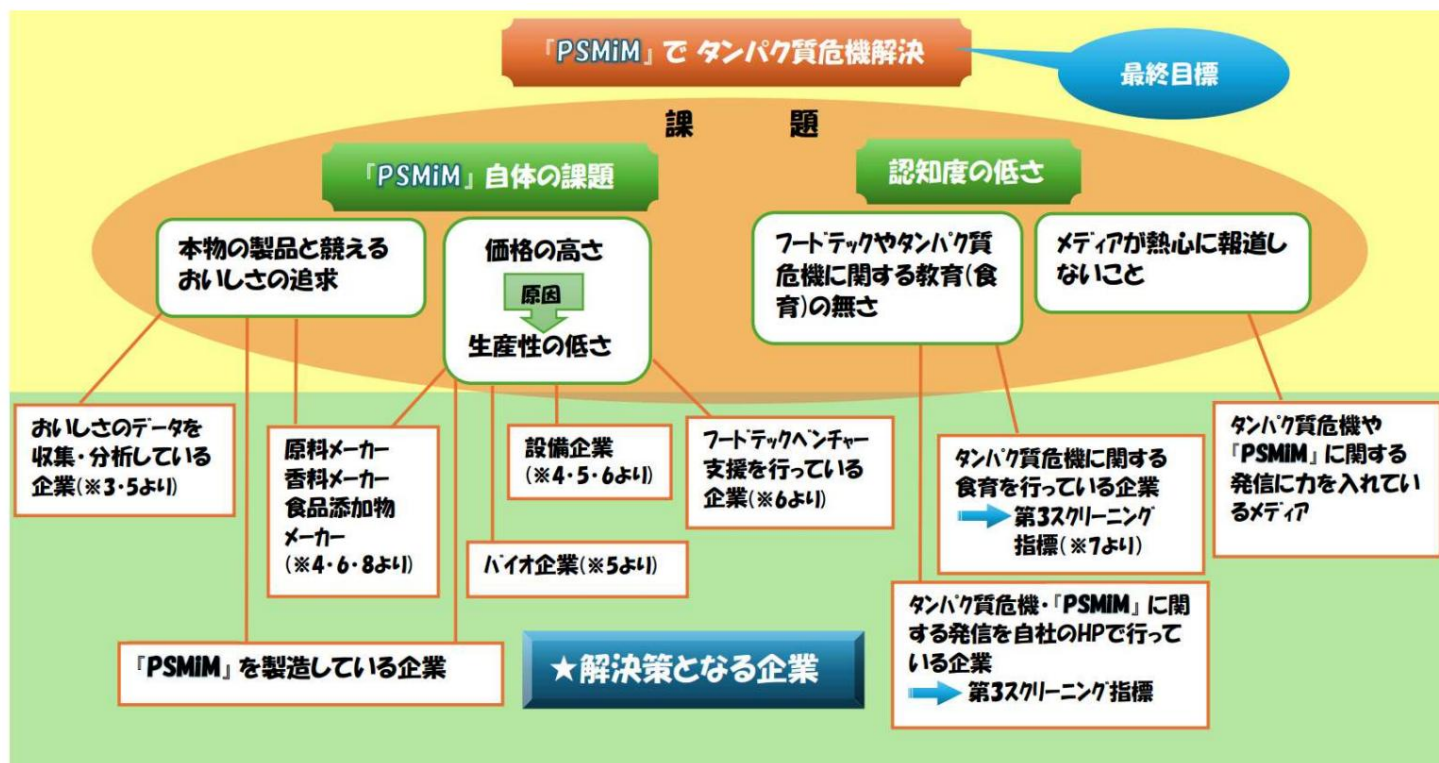 『PSMiM』で タンパク質危機解決
最終目標
課 題
『PSMiM』自体の課題
認知度の低さ
本物の製品と競える
おいしさの追求
価格の高さ
原因
生産性の低さ
フードテックやタンパク質
危機に関する教育(食
育)の無さ
メディアが熱心に報道し
ないこと
おいしさのデータを
収集・分析している
企業(※3・5より)
原料メーカー
香料メーカー
食品添加物
メーカー
(※4・6・8より)
設備企業
(※4・5・6より)
フードテックベンチャー
支援を行っている
企業(※6より)
タンパク質危機に関する
食育を行っている企業
第3スクリーニング
指標(※7より)
タンパク質危機や
『PSMiM』に関する
発信に力を入れてい
るメディア
バイオ企業(※5より)
タンパク質危機・『PSMiM』に関
する発信を自社のHPで行って
いる企業
第3スクリーニング指標
『PSMiM』を製造している企業
★解決策となる企業